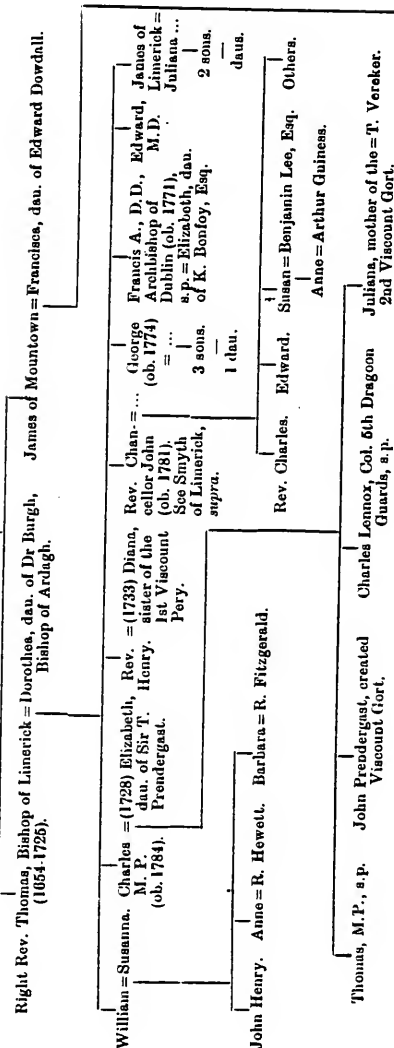 Right Rev. Thomas, Bishop of Limerick = Dorothea, dau. of Dr Burgh,
(1654-1725). Bishop of Ardagh.
James of Mountown = Francisca, dau. of Edward Dowdall.
William = Susanna.
Charles = (1728) Elizabeth,
M. P. dau. of Sir T.
(ob. 1784). Prendergast.
Rev. = (1733) Diana,
Henry. sister of the
1st Viscount
Pery.
Rev. Chan- = ...
cellor John
(ob. 1781).
See Smyth
of Limerick,
supra.
George
(ob. 1774)
= ...
3 sons.
—
1 dau.
Francis A., D.D.,
Archbishop of
Dublin (ob. 1771),
s.p. = Elizabeth, dau.
of K. Bonfoy, Esq.
Edward,
M.D.
James of
Limerick =
Juliana ...
2 sons.
—
daus.
John Henry. Anne = R. Hewett. Barbara = R. Fitzgerald.
Rev. Charles. Edward. Susan = Benjamin Lee, Esq. Others.
Anne = Arthur Guiness.
Thomas, M.P., s.p.
John Prendergast, created
Viscount Gort.
Charles Lennox, Col. 5th Dragoon
Guards, s.p.
Juliana, mother of the = T. Vereker.
2nd Viscount Gort.